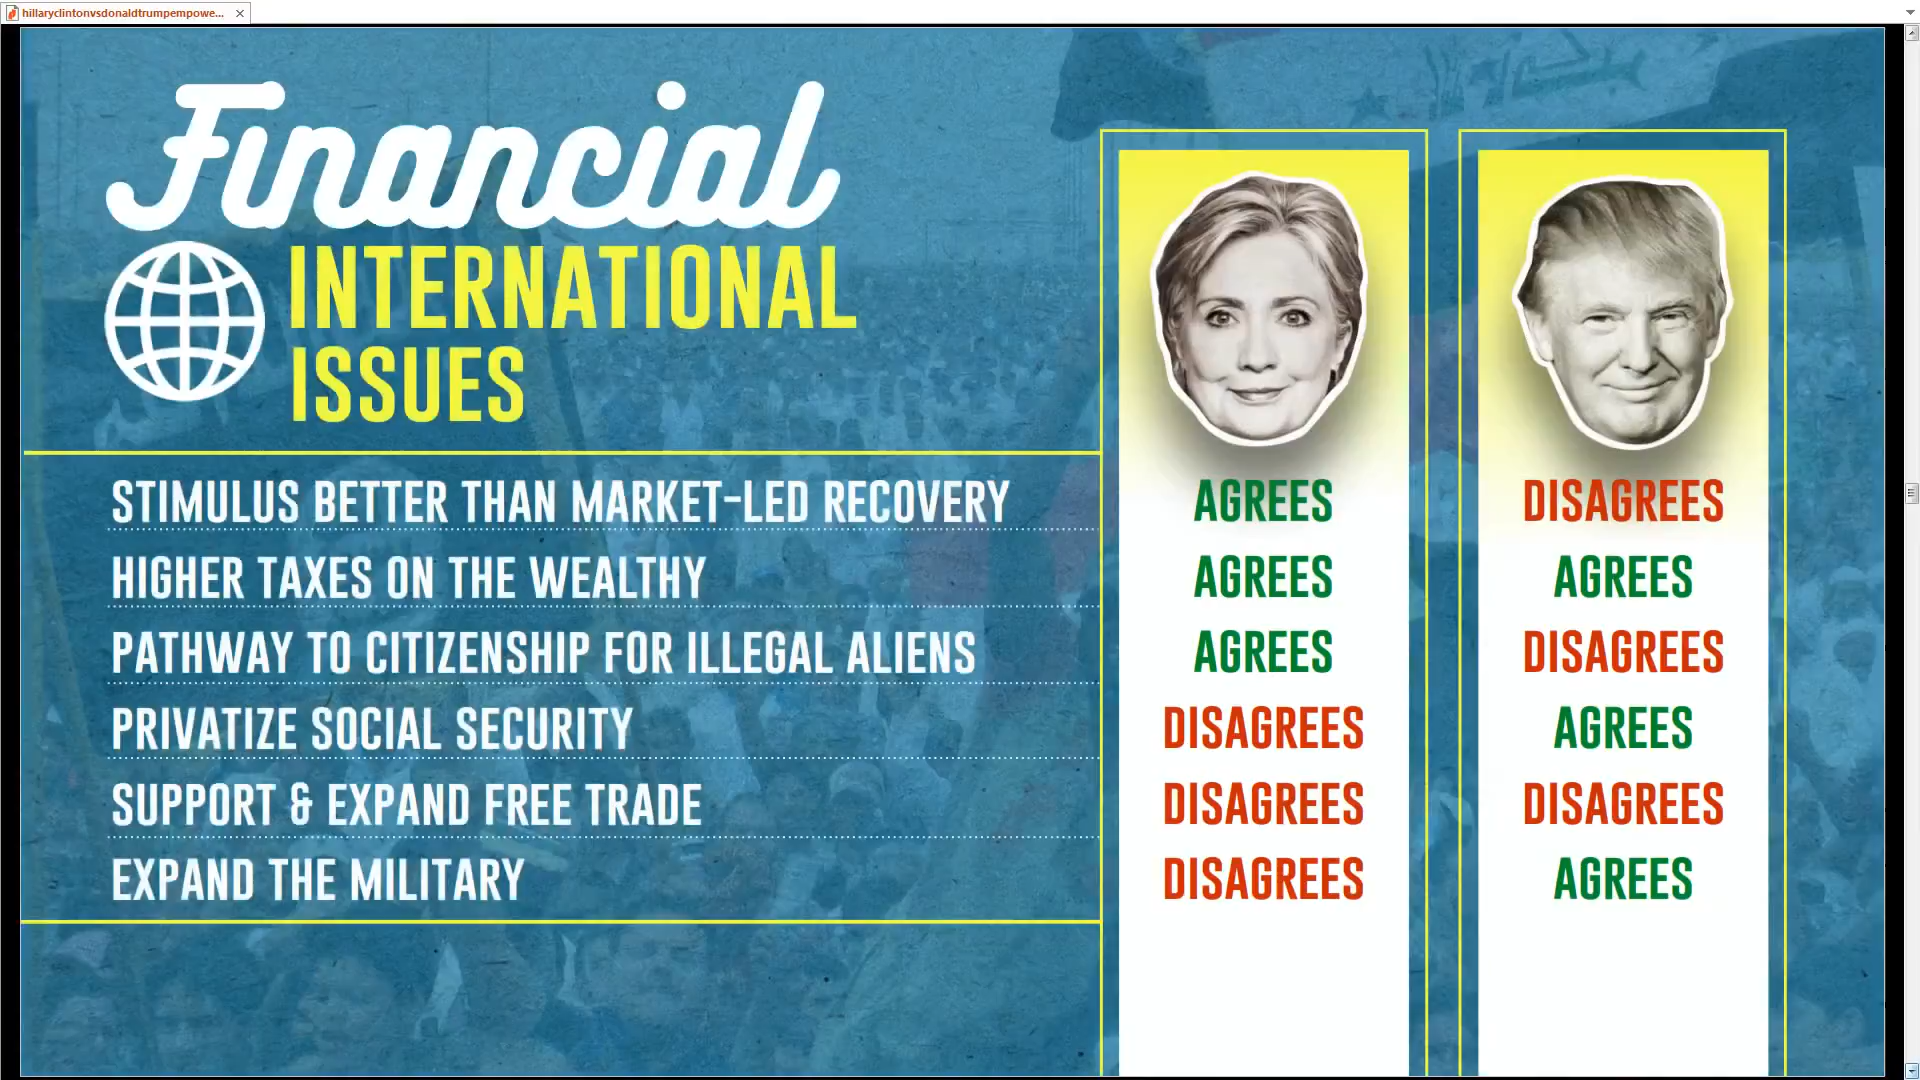 hillaryclintonvsdonaldtrumpempowe...
Financial
INTERNATIONAL
ISSUES
STIMULUS BETTER THAN MARKET-LED RECOVERY AGREES DISAGREES
HIGHER TAXES ON THE WEALTHY AGREES AGREES
PATHWAY TO CITIZENSHIP FOR ILLEGAL ALIENS AGREES DISAGREES
PRIVATIZE SOCIAL SECURITY DISAGREES AGREES
SUPPORT & EXPAND FREE TRADE DISAGREES DISAGREES
EXPAND THE MILITARY DISAGREES AGREES